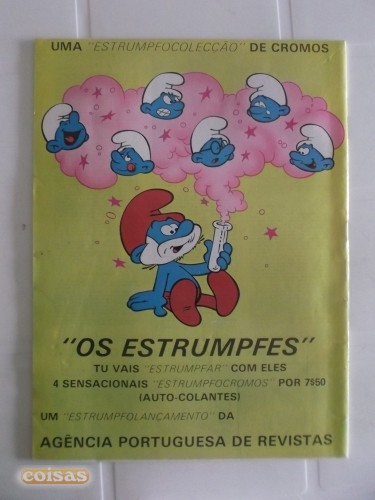 UMA "ESTRUMPFOCOLECÇÃO" DE CROMOS
"OS ESTRUMPFES"
TU VAIS "ESTRUMPFAR" COM ELES
4 SENSACIONAIS "ESTRUMPFOCROMOS" POR 7$50
(AUTO-COLANTES)
UM "ESTRUMPFOLANÇAMENTO" DA
AGÊNCIA PORTUGUESA DE REVISTAS
coisas